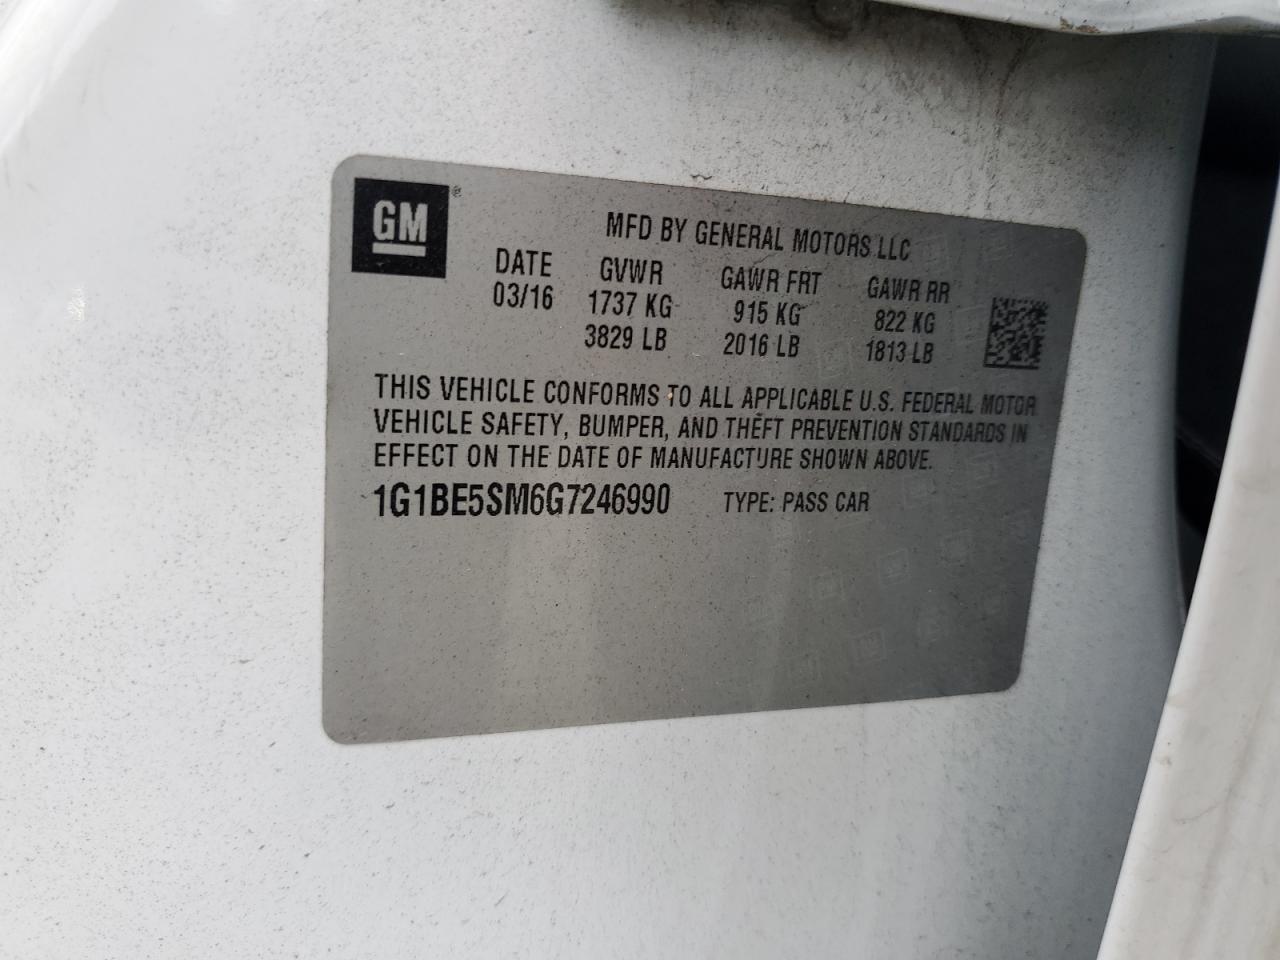 GM®
MFD BY GENERAL MOTORS LLC
DATE GVWR GAWR FRT GAWR RR
03/16 1737 KG 915 KG 822 KG
3829 LB 2016 LB 1813 LB
THIS VEHICLE CONFORMS TO ALL APPLICABLE U.S. FEDERAL MOTOR
VEHICLE SAFETY, BUMPER, AND THEFT PREVENTION STANDARDS IN
EFFECT ON THE DATE OF MANUFACTURE SHOWN ABOVE.
1G1BE5SM6G7246990 TYPE: PASS CAR